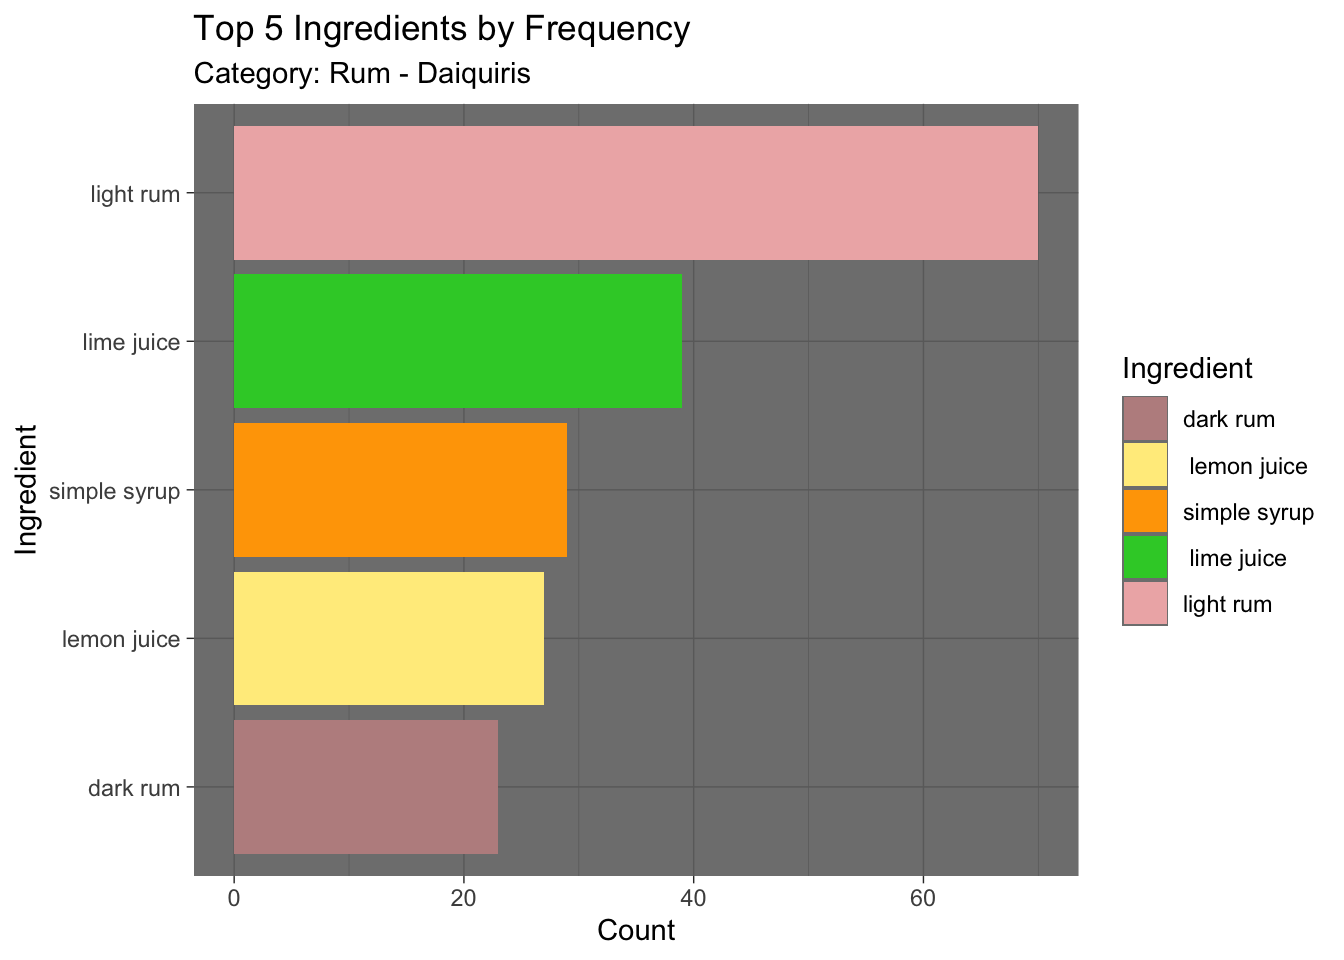 Top 5 Ingredients by Frequency
Category: Rum - Daiquiris
Ingredient
light rum
lime juice
simple syrup
lemon juice
dark rum
0 20 40 60
Count
Ingredient
dark rum
lemon juice
simple syrup
lime juice
light rum